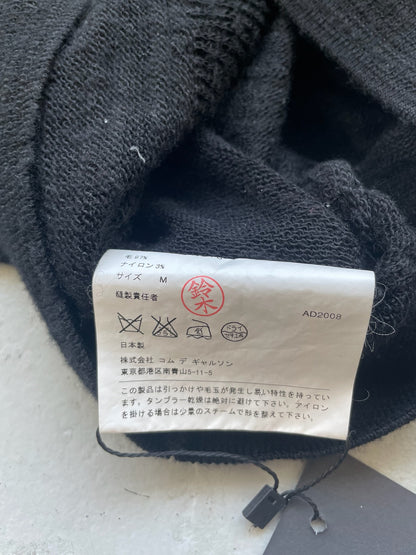 毛 97%
ナイロン 3%
サイズ M
縫製責任者 鈴木 AD2008
ドライ
日本製
株式会社 コム デ ギャルソン
東京都港区南青山5-11-5
この製品は引っかけや毛玉が発生し易い特性を持っています。
タンブラー乾燥は絶対に避けて下さい。アイロンを掛ける場合は少量のスチームで形を整えて下さい。